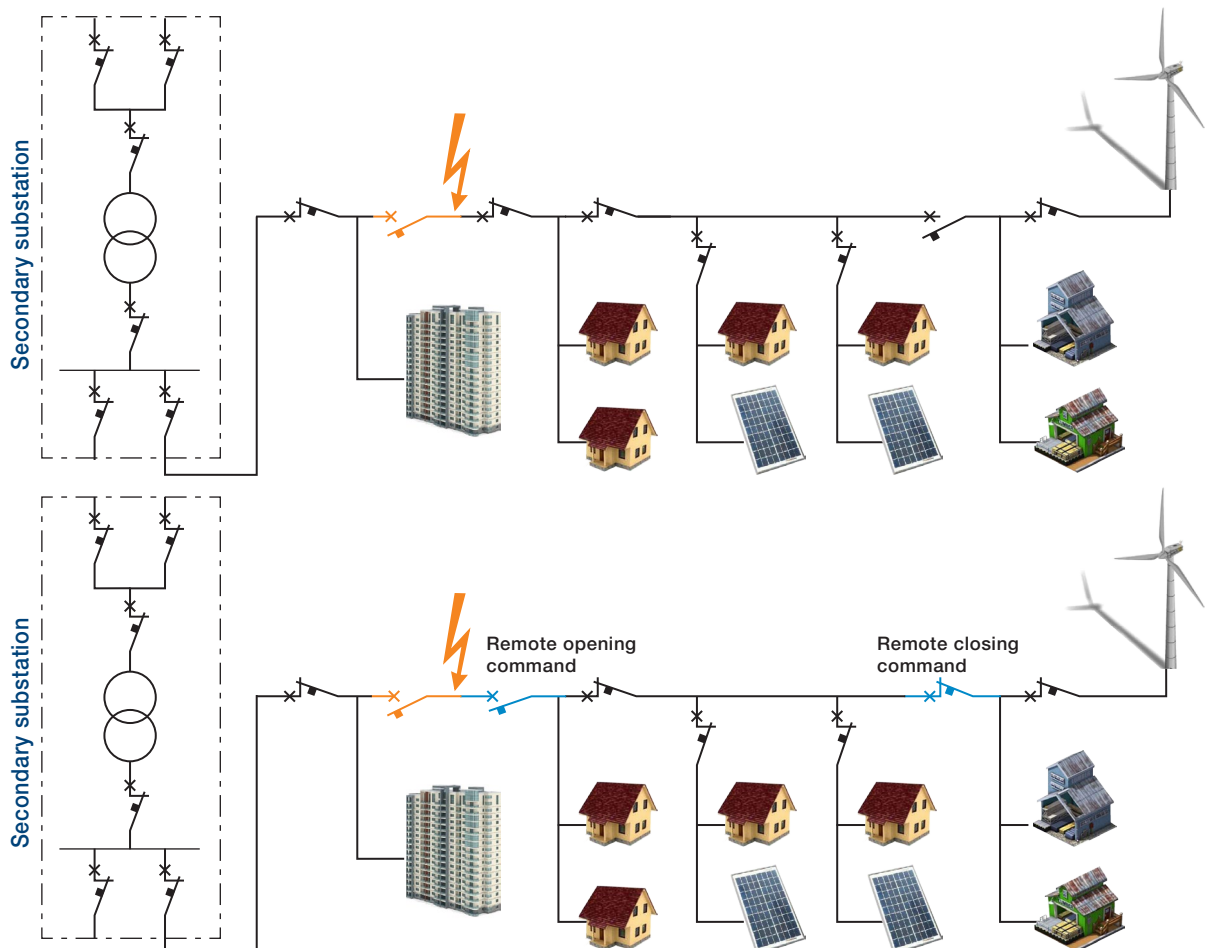 Secondary substation
Secondary substation
Remote opening
command
Remote closing
command